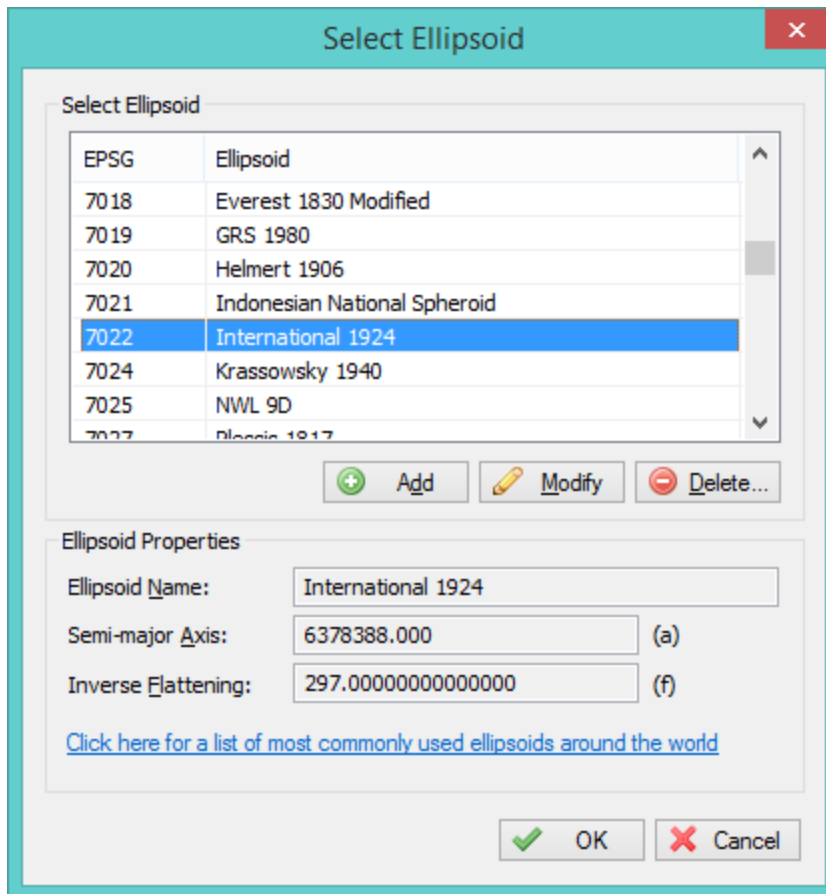 Select Ellipsoid
Select Ellipsoid
EPSG Ellipsoid
7018 Everest 1830 Modified
7019 GRS 1980
7020 Helmert 1906
7021 Indonesian National Spheroid
7022 International 1924
7024 Krassowsky 1940
7025 NWL 9D
7027 Plessis 1817
Add Modify Delete...
Ellipsoid Properties
Ellipsoid Name: International 1924
Semi-major Axis: 6378388.000 (a)
Inverse Flattening: 297.00000000000000 (f)
Click here for a list of most commonly used ellipsoids around the world
OK Cancel